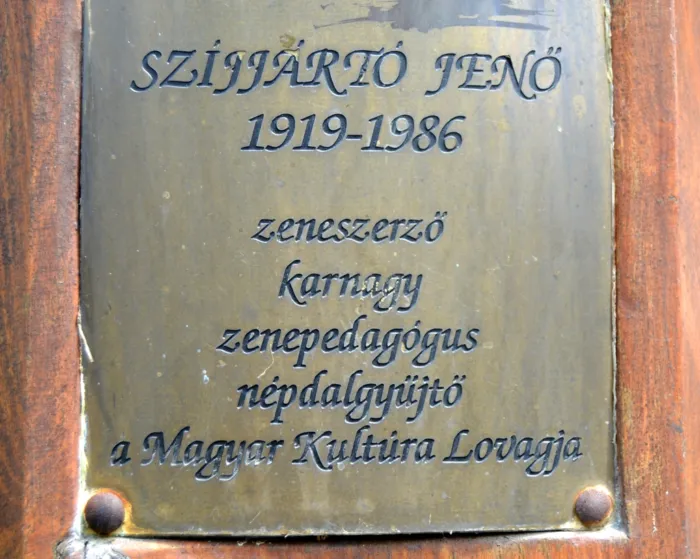 SZÍJJÁRTÓ JENŐ
1919-1986
zeneszerző
karnagy
zenepedagógus
népdalgyűjtő
a Magyar Kultúra Lovagja